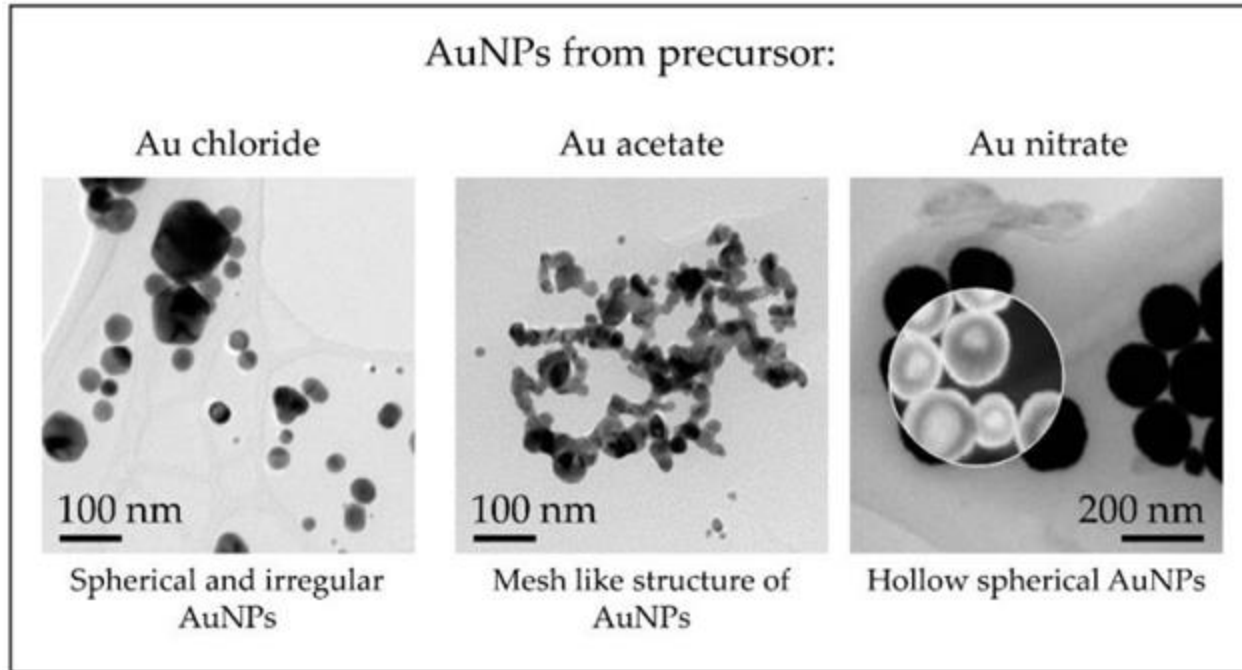 AuNPs from precursor:
Au chloride
Au acetate
Au nitrate
100 nm
100 nm
200 nm
Spherical and irregular
AuNPs
Mesh like structure of
AuNPs
Hollow spherical AuNPs